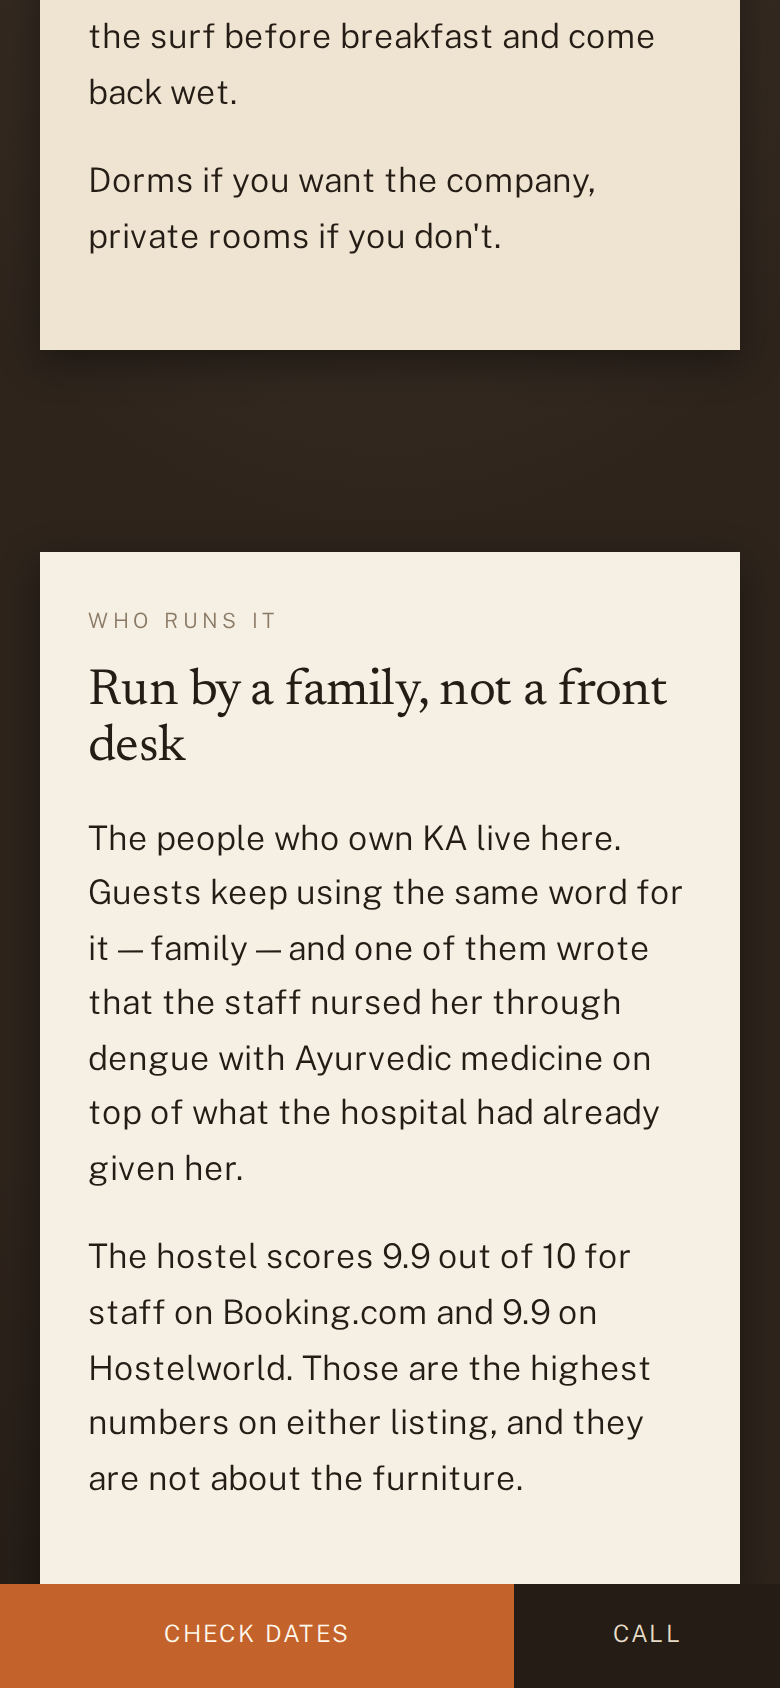 the surf before breakfast and come
back wet.
Dorms if you want the company,
private rooms if you don't.
WHO RUNS IT
Run by a family, not a front
desk
The people who own KA live here.
Guests keep using the same word for
it — family — and one of them wrote
that the staff nursed her through
dengue with Ayurvedic medicine on
top of what the hospital had already
given her.
The hostel scores 9.9 out of 10 for
staff on Booking.com and 9.9 on
Hostelworld. Those are the highest
numbers on either listing, and they
are not about the furniture.
CHECK DATES
CALL